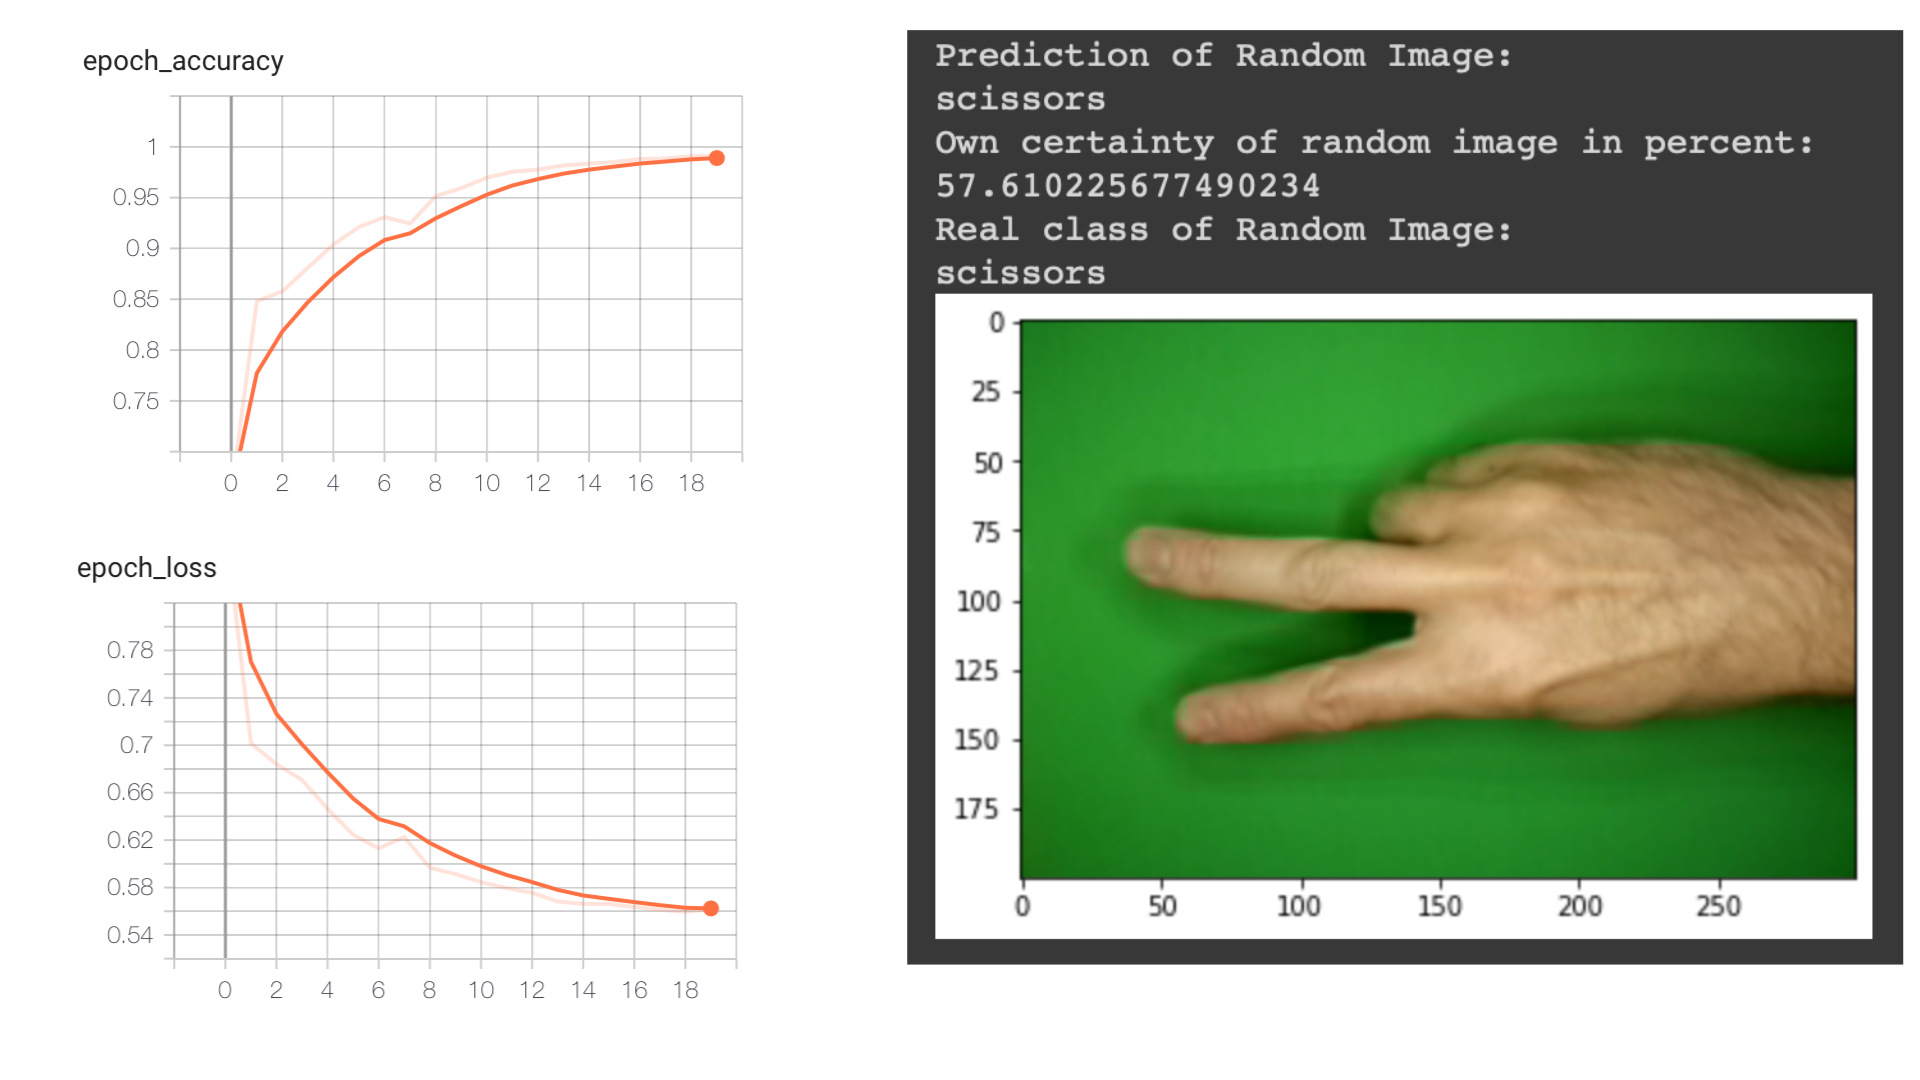 epoch_accuracy
1
0.95
0.9
0.85
0.8
0.75
0 2 4 6 8 10 12 14 16 18
epoch_loss
0.78
0.74
0.7
0.66
0.62
0.58
0.54
0 2 4 6 8 10 12 14 16 18
Prediction of Random Image:
scissors
Own certainty of random image in percent:
57.610225677490234
Real class of Random Image:
scissors
0
25
50
75
100
125
150
175
0 50 100 150 200 250